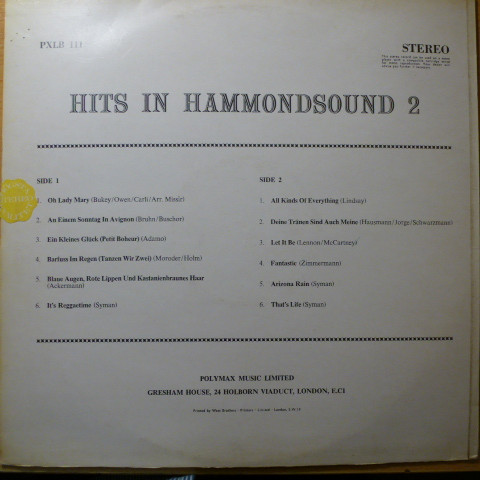 PXLB 111
STEREO
HITS IN HAMMONDSOUND 2
SIDE 1
1. Oh Lady Mary (Bukey/Owen/Carli/Arr. Missir)
2. An Einem Sonntag In Avignon (Bruhn/Buschor)
3. Ein Kleines Glück (Petit Boheur) (Adamo)
4. Barfuss Im Regen (Tanzen Wir Zwei) (Moroder/Holm)
5. Blaue Augen, Rote Lippen Und Kastanienbraunes Haar
(Ackermann)
6. It's Reggaetime (Syman)
SIDE 2
1. All Kinds Of Everything (Lindsay)
2. Deine Tränen Sind Auch Meine (Hausmann/Jorge/Schwarzmann)
3. Let It Be (Lennon/McCartney)
4. Fantastic (Zimmermann)
5. Arizona Rain (Syman)
6. That's Life (Syman)
POLYMAX MUSIC LIMITED
GRESHAM HOUSE, 24 HOLBORN VIADUCT, LONDON, E.C.1